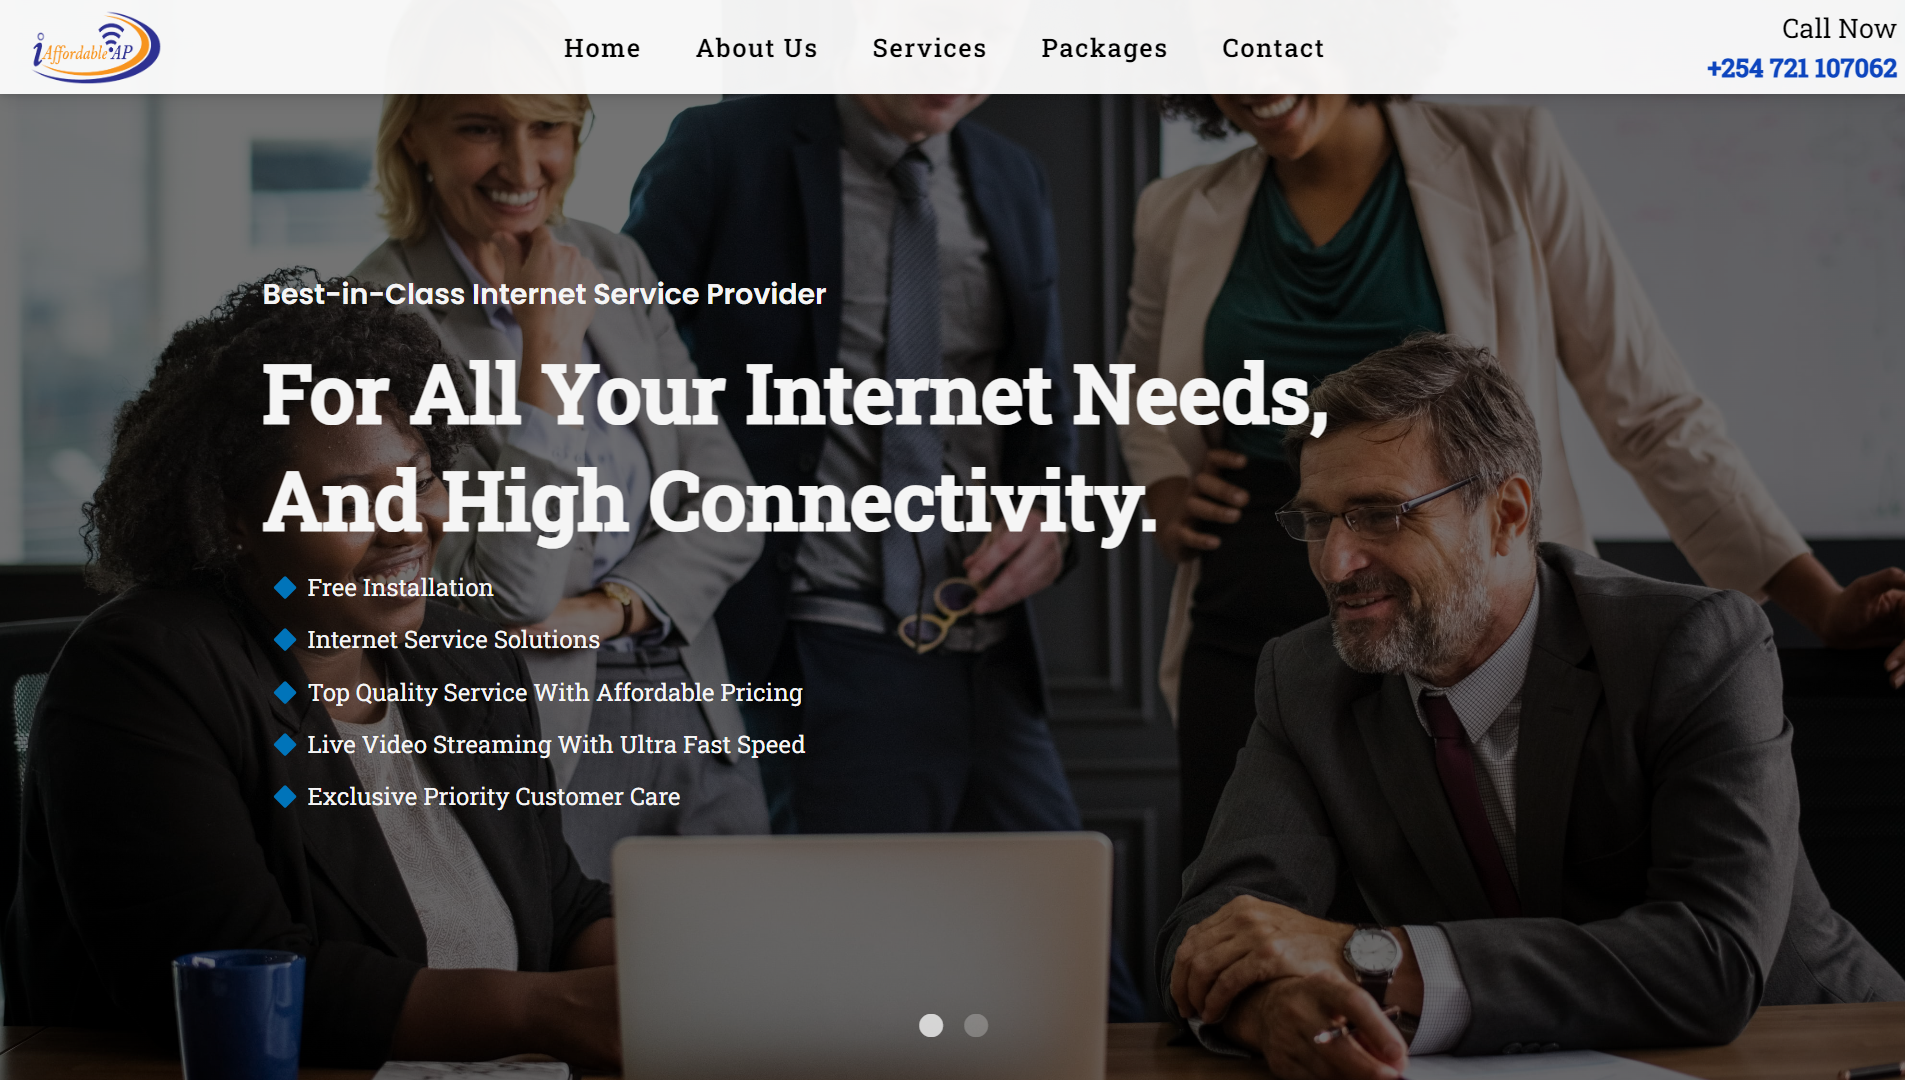 iAffordable AP
Home
About Us
Services
Packages
Contact
Call Now
+254 721 107062
Best-in-Class Internet Service Provider
For All Your Internet Needs,
And High Connectivity.
Free Installation
Internet Service Solutions
Top Quality Service With Affordable Pricing
Live Video Streaming With Ultra Fast Speed
Exclusive Priority Customer Care